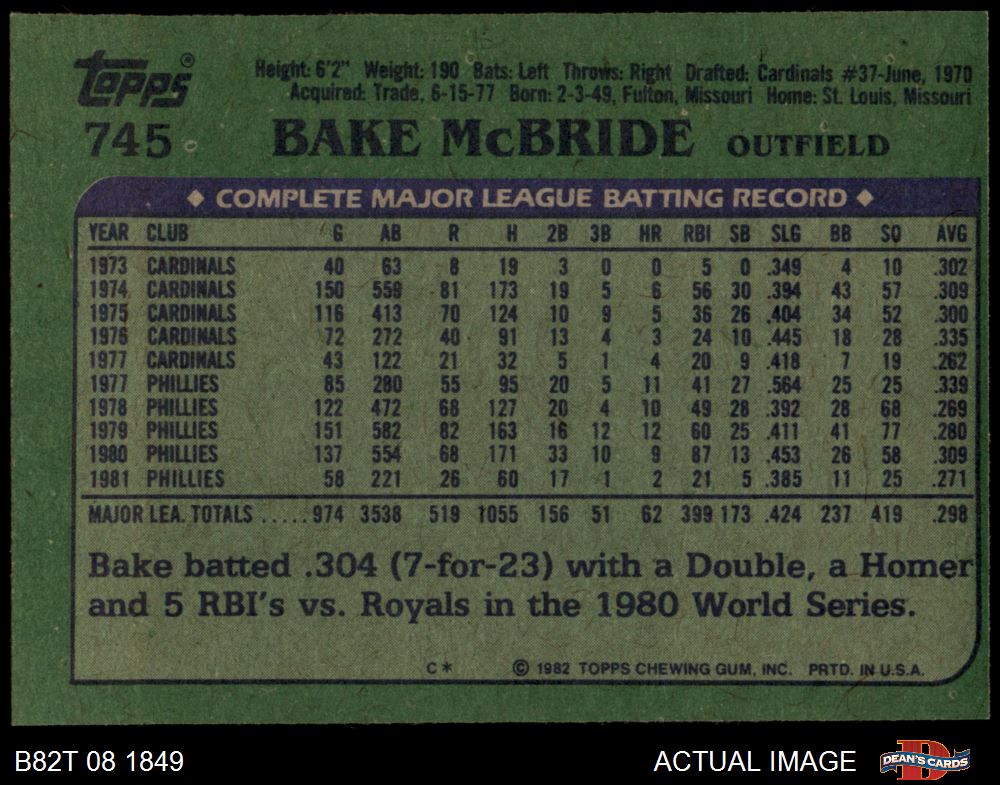 Topps®
Height: 6'2" Weight: 190 Bats: Left Throws: Right Drafted: Cardinals #37-June, 1970
Acquired: Trade, 6-15-77 Born: 2-3-49, Fulton, Missouri Home: St. Louis, Missouri
745 BAKE McBRIDE OUTFIELD
◆ COMPLETE MAJOR LEAGUE BATTING RECORD ◆
YEAR CLUB G AB R H 2B 3B HR RBI SB SLG BB SO AVG
1973 CARDINALS 40 63 8 19 3 0 0 5 0 .349 4 10 .302
1974 CARDINALS 150 559 81 173 19 5 6 56 30 .394 43 57 .309
1975 CARDINALS 116 413 70 124 10 9 5 36 26 .404 34 52 .300
1976 CARDINALS 72 272 40 91 13 4 3 24 10 .445 18 28 .335
1977 CARDINALS 43 122 21 32 5 1 4 20 9 .418 7 19 .262
1977 PHILLIES 85 280 55 95 20 5 11 41 27 .564 25 25 .339
1978 PHILLIES 122 472 68 127 20 4 10 49 28 .392 28 68 .269
1979 PHILLIES 151 582 82 163 16 12 12 60 25 .411 41 77 .280
1980 PHILLIES 137 554 68 171 33 10 9 87 13 .453 26 58 .309
1981 PHILLIES 58 221 26 60 17 1 2 21 5 .385 11 25 .271
MAJOR LEA. TOTALS ..... 974 3538 519 1055 156 51 62 399 173 .424 237 419 .298
Bake batted .304 (7-for-23) with a Double, a Homer
and 5 RBI's vs. Royals in the 1980 World Series.
C* © 1982 TOPPS CHEWING GUM, INC. PRTD. IN U.S.A.
B82T 08 1849 ACTUAL IMAGE D DEAN'S CARDS